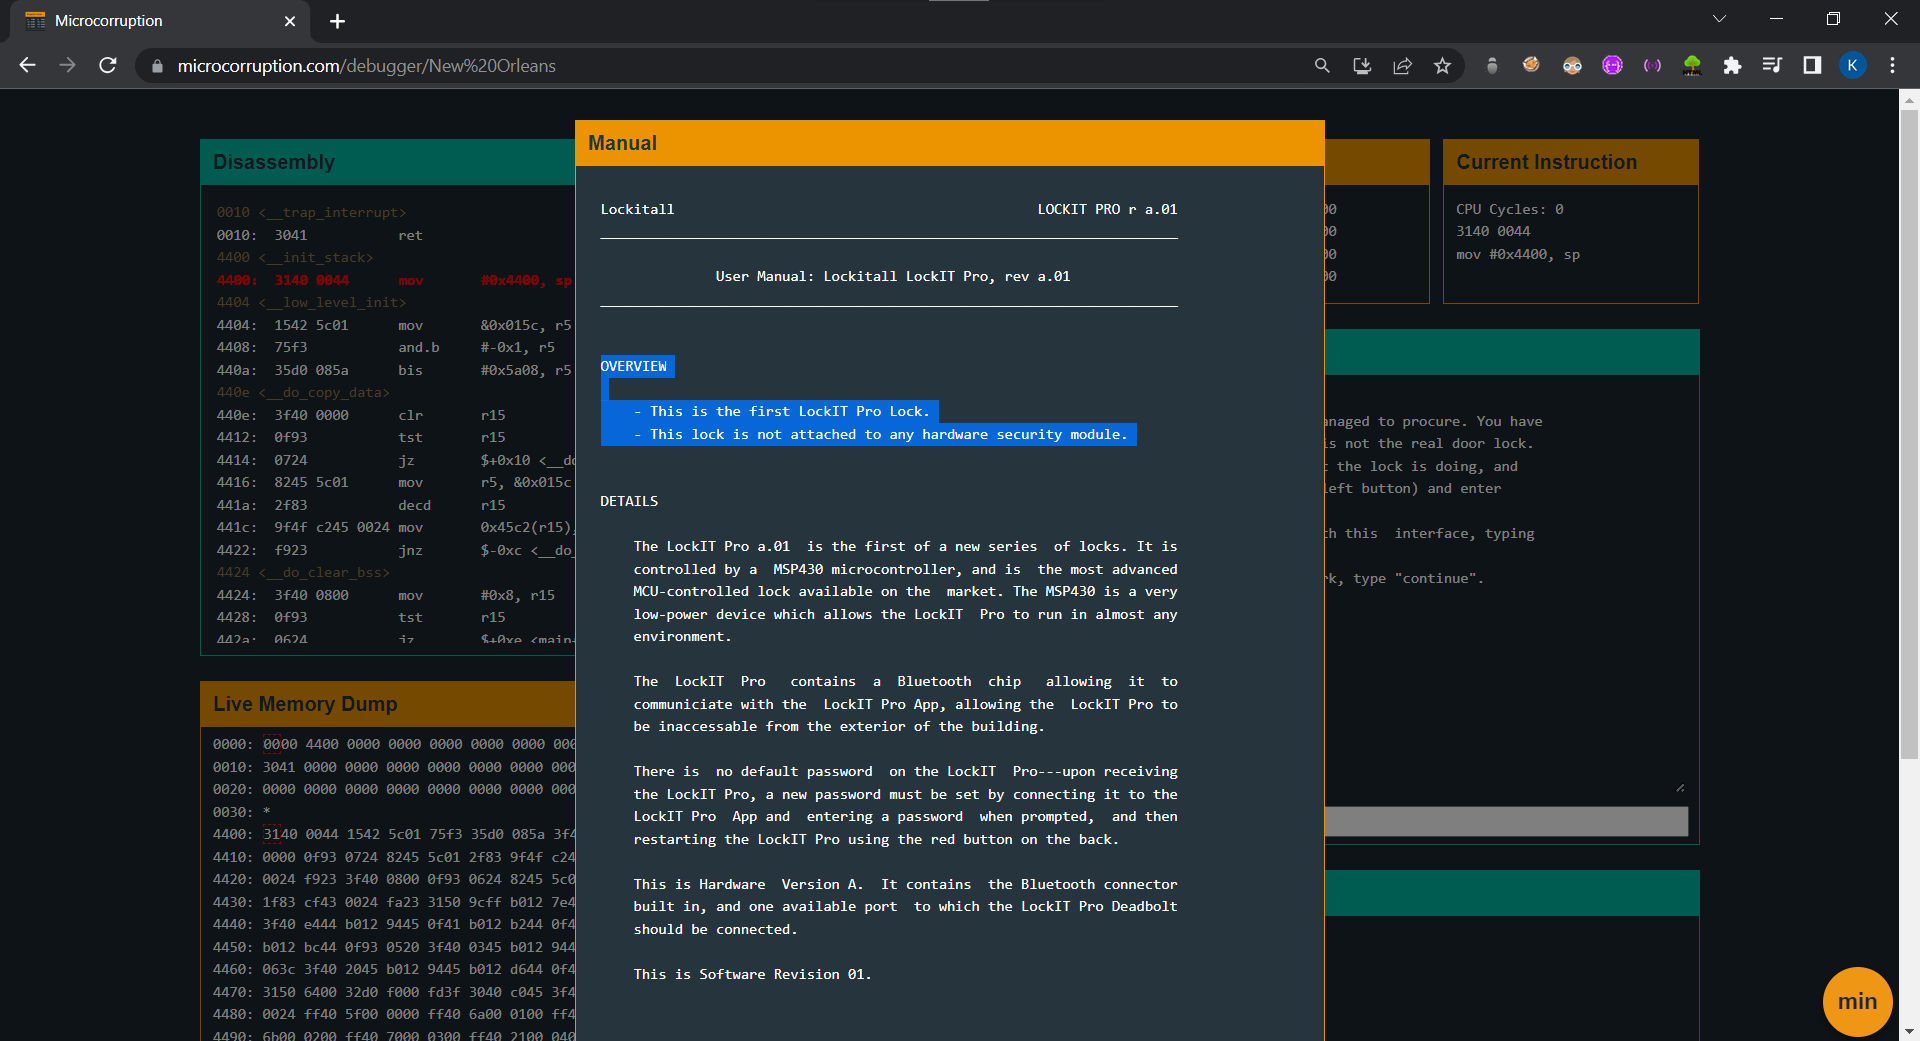 Microcorruption
microcorruption.com/debugger/New%20Orleans
K
Disassembly
0010 <__trap_interrupt>
0010: 3041 ret
4400 <__init_stack>
4400: 3140 0044 mov #0x4400, sp
4404 <__low_level_init>
4404: 1542 5c01 mov &0x015c, r5
4408: 75f3 and.b #-0x1, r5
440a: 35d0 085a bis #0x5a08, r5
440e <__do_copy_data>
440e: 3f40 0000 clr r15
4412: 0f93 tst r15
4414: 0724 jz $+0x10 <__do
4416: 8245 5c01 mov r5, &0x015c
441a: 2f83 decd r15
441c: 9f4f c245 0024 mov 0x45c2(r15),
4422: f923 jnz $-0xc <__do_
4424 <__do_clear_bss>
4424: 3f40 0800 mov #0x8, r15
4428: 0f93 tst r15
442a: 0624 jz $+0xe <main
Live Memory Dump
0000: 0000 4400 0000 0000 0000 0000 0000 000
0010: 3041 0000 0000 0000 0000 0000 0000 000
0020: 0000 0000 0000 0000 0000 0000 0000 000
0030: *
4400: 3140 0044 1542 5c01 75f3 35d0 085a 3f4
4410: 0000 0f93 0724 8245 5c01 2f83 9f4f c24
4420: 0024 f923 3f40 0800 0f93 0624 8245 5c0
4430: 1f83 cf43 0024 fa23 3150 9cff b012 7e4
4440: 3f40 e444 b012 9445 0f41 b012 b244 0f4
4450: b012 bc44 0f93 0520 3f40 0345 b012 944
4460: 063c 3f40 2045 b012 9445 b012 d644 0f4
4470: 3150 6400 32d0 f000 fd3f 3040 c045 3f4
4480: 0024 ff40 5f00 0000 ff40 6a00 0100 ff4
4490: 6b00 0200 ff40 7000 0300 ff40 2100 040
Manual
Lockitall LOCKIT PRO r a.01
User Manual: Lockitall LockIT Pro, rev a.01
OVERVIEW
- This is the first LockIT Pro Lock.
- This lock is not attached to any hardware security module.
DETAILS
The LockIT Pro a.01 is the first of a new series of locks. It is
controlled by a MSP430 microcontroller, and is the most advanced
MCU-controlled lock available on the market. The MSP430 is a very
low-power device which allows the LockIT Pro to run in almost any
environment.
The LockIT Pro contains a Bluetooth chip allowing it to
communiciate with the LockIT Pro App, allowing the LockIT Pro to
be inaccessable from the exterior of the building.
There is no default password on the LockIT Pro---upon receiving
the LockIT Pro, a new password must be set by connecting it to the
LockIT Pro App and entering a password when prompted, and then
restarting the LockIT Pro using the red button on the back.
This is Hardware Version A. It contains the Bluetooth connector
built in, and one available port to which the LockIT Pro Deadbolt
should be connected.
This is Software Revision 01.
00
00
00
00
Current Instruction
CPU Cycles: 0
3140 0044
mov #0x4400, sp
anaged to procure. You have
is not the real door lock.
t the lock is doing, and
left button) and enter
th this interface, typing
rk, type "continue".
min